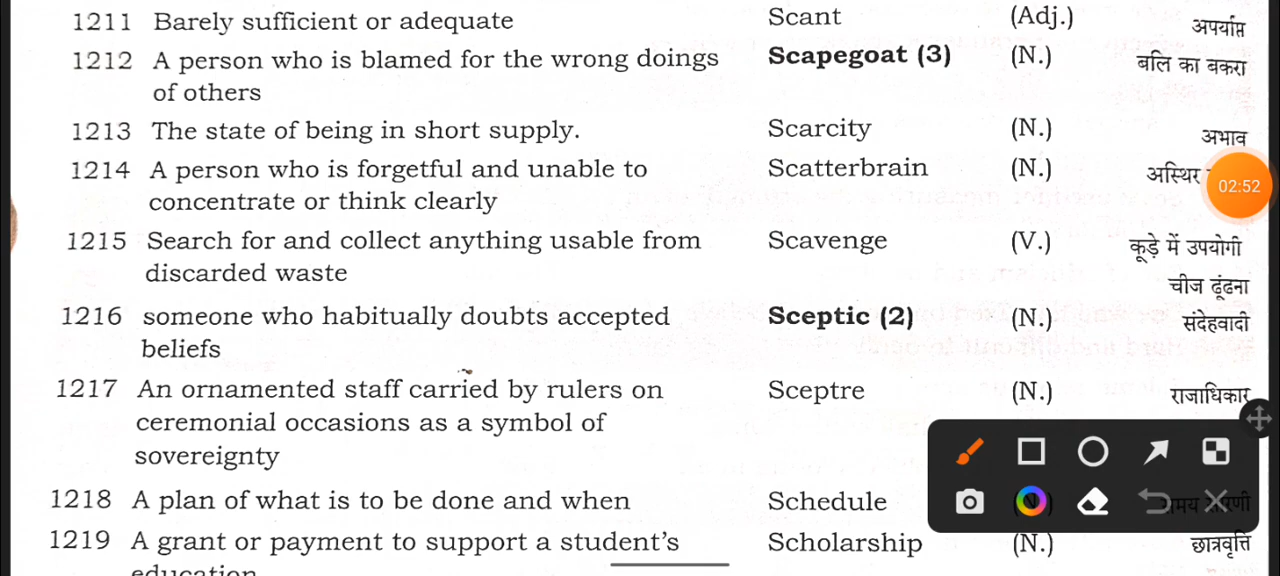 1211 Barely sufficient or adequate Scant (Adj.) अपर्याप्त
1212 A person who is blamed for the wrong doings Scapegoat (3) (N.) बलि का बकरा
of others
1213 The state of being in short supply. Scarcity (N.) अभाव
1214 A person who is forgetful and unable to Scatterbrain (N.) अस्थिर
concentrate or think clearly
02:52
1215 Search for and collect anything usable from Scavenge (V.) कूड़े में उपयोगी
discarded waste चीज ढूंढना
1216 someone who habitually doubts accepted Sceptic (2) (N.) संदेहवादी
beliefs
1217 An ornamented staff carried by rulers on Sceptre (N.) राजाधिकार
ceremonial occasions as a symbol of
sovereignty
1218 A plan of what is to be done and when Schedule (N.)
1219 A grant or payment to support a student's Scholarship (N.) छात्रवृत्ति
education